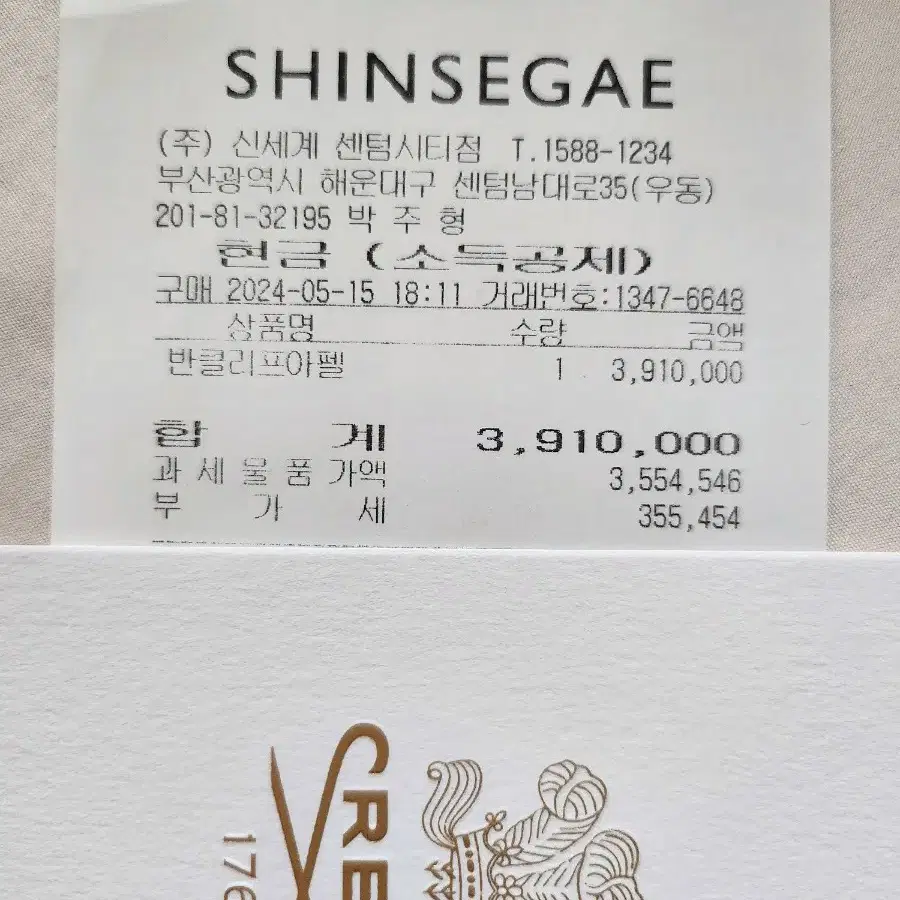 SHINSEGAE
(주) 신세계 센텀시티점 T.1588-1234
부산광역시 해운대구 센텀남대로35(우동)
201-81-32195 박 주 형
현금 (소득공제)
구매 2024-05-15 18:11 거래번호:1347-6648
상품명 수량 금액
반클리프아펠 1 3,910,000
합 계 3,910,000
과 세 물 품 가액 3,554,546
부 가 세 355,454
CRE
176